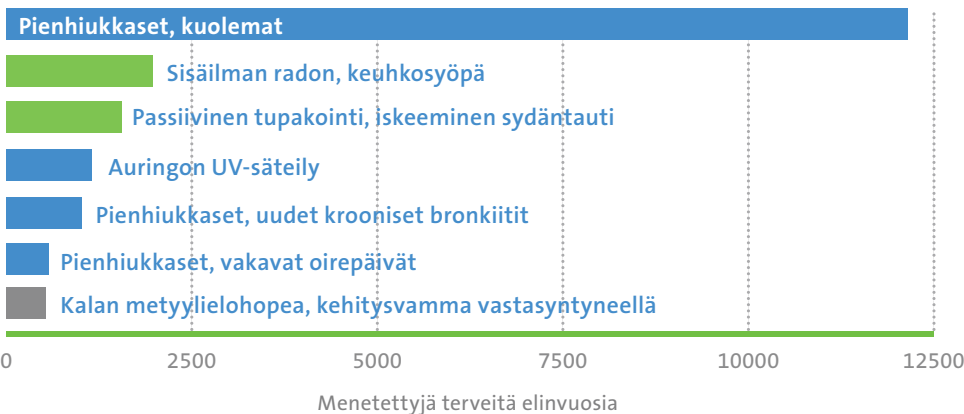 Pienhiukkaset, kuolemat
Sisäilman radon, keuhkosyöpä
Passiivinen tupakointi, iskeeminen sydäntauti
Auringon UV-säteily
Pienhiukkaset, uudet krooniset bronkiitit
Pienhiukkaset, vakavat oirepäivät
Kalan metyylielohopea, kehitysvamma vastasyntyneellä
0 2500 5000 7500 10000 12500
Menetettyjä terveitä elinvuosia